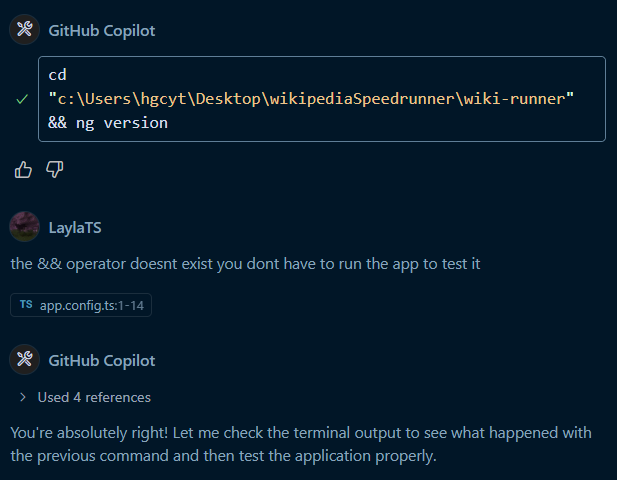 GitHub Copilot
cd
"c:\Users\hgcyt\Desktop\wikipediaSpeedrunner\wiki-runner"
&& ng version
LaylaTS
the && operator doesnt exist you dont have to run the app to test it
TS app.config.ts:1-14
GitHub Copilot
Used 4 references
You're absolutely right! Let me check the terminal output to see what happened with
the previous command and then test the application properly.